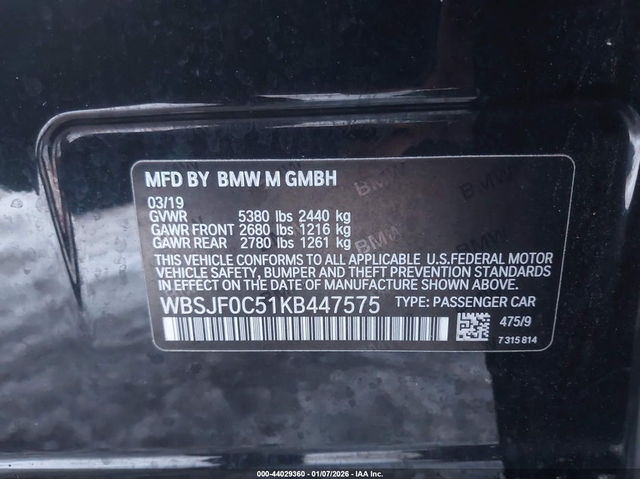 MFD BY BMW M GMBH
03/19
GVWR 5380 lbs 2440 kg
GAWR FRONT 2680 lbs 1216 kg
GAWR REAR 2780 lbs 1261 kg
THIS VEHICLE CONFORMS TO ALL APPLICABLE U.S.FEDERAL MOTOR
VEHICLE SAFETY, BUMPER AND THEFT PREVENTION STANDARDS
IN EFFECT ON THE DATE OF MANUFACTURE SHOWN ABOVE.
WBSJF0C51KB447575 TYPE: PASSENGER CAR
475/9
7 315 814
000-44029360 - 01/07/2026 - IAA Inc.